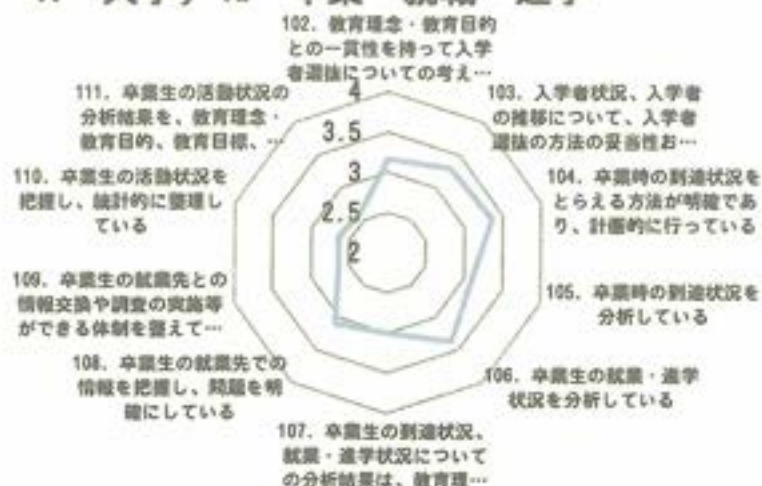 102. 教育理念・教育目的
との一貫性を持って入学
者選抜についての考え…
103. 入学者状況、入学者
の推移について、入学者
選抜の方法の妥当性お…
104. 卒業時の到達状況を
とらえる方法が明確であ
り、計画的に行っている
105. 卒業時の到達状況を
分析している
106. 卒業生の就業・進学
状況を分析している
107. 卒業生の到達状況、
就業・進学状況について
の分析結果は、教育理…
108. 卒業生の就業先での
情報を把握し、問題を明
確にしている
109. 卒業生の就業先との
情報交換や調査の実施等
ができる体制を整えて…
110. 卒業生の活動状況を
把握し、統計的に整理し
ている
111. 卒業生の活動状況の
分析結果を、教育理念・
教育目的、教育目標、…
4
3.5
3
2.5
2